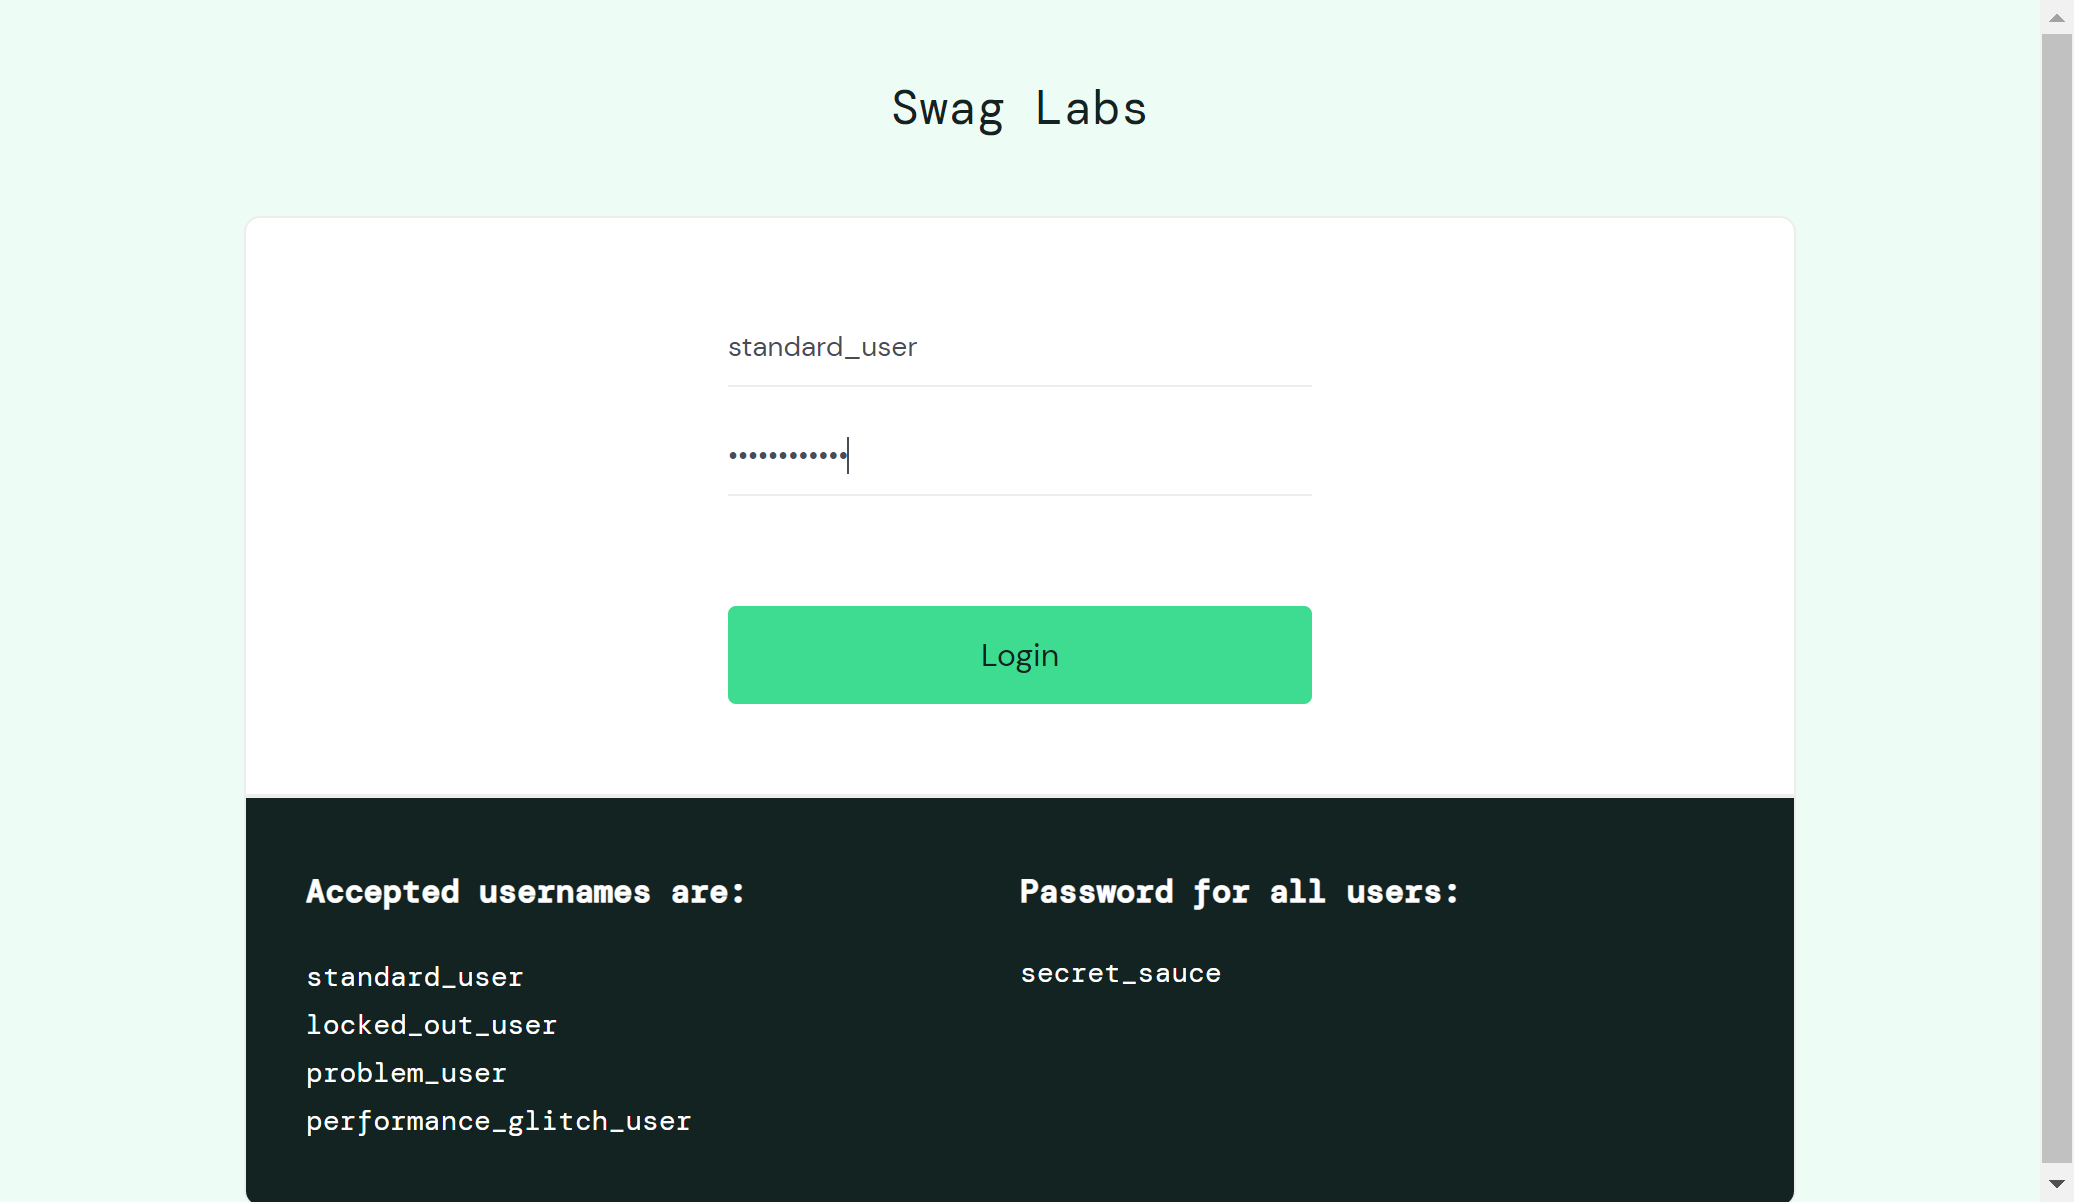 Swag Labs
standard_user
••••••••••••
Login
Accepted usernames are:
standard_user
locked_out_user
problem_user
performance_glitch_user
Password for all users:
secret_sauce